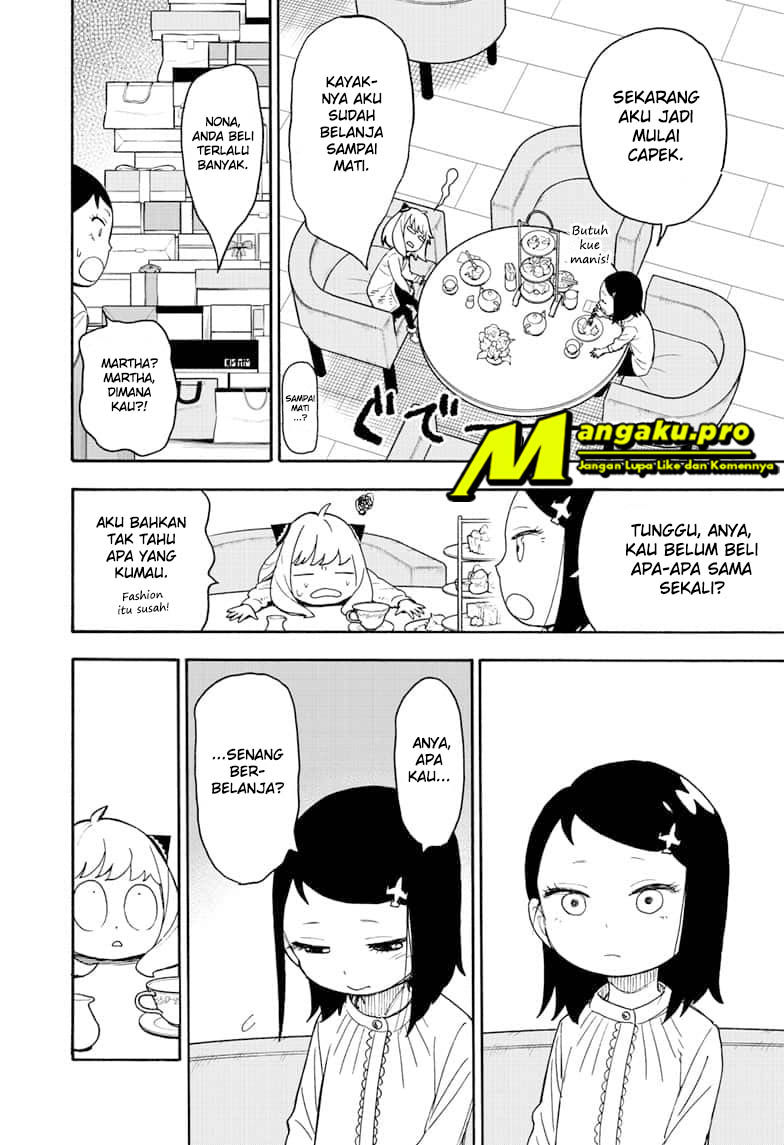 SEKARANG
AKU JADI
MULAI
CAPEK.
Butuh
kue
manis!
KAYAK-
NYA AKU
SUDAH
BELANJA
SAMPAI
MATI.
SAMPAI
MATI
...?
ぐで
NONA,
ANDA BELI
TERLALU
BANYAK.
MARTHA?
MARTHA,
DIMANA
KAU?!
Mangaku.pro
Jangan Lupa Like dan Komennya
TUNGGU, ANYA,
KAU BELUM BELI
APA-APA SAMA
SEKALI?
AKU BAHKAN
TAK TAHU
APA YANG
KUMAU.
Fashion
itu susah!
ANYA,
APA
KAU...
...SENANG
BER-
BELANJA?